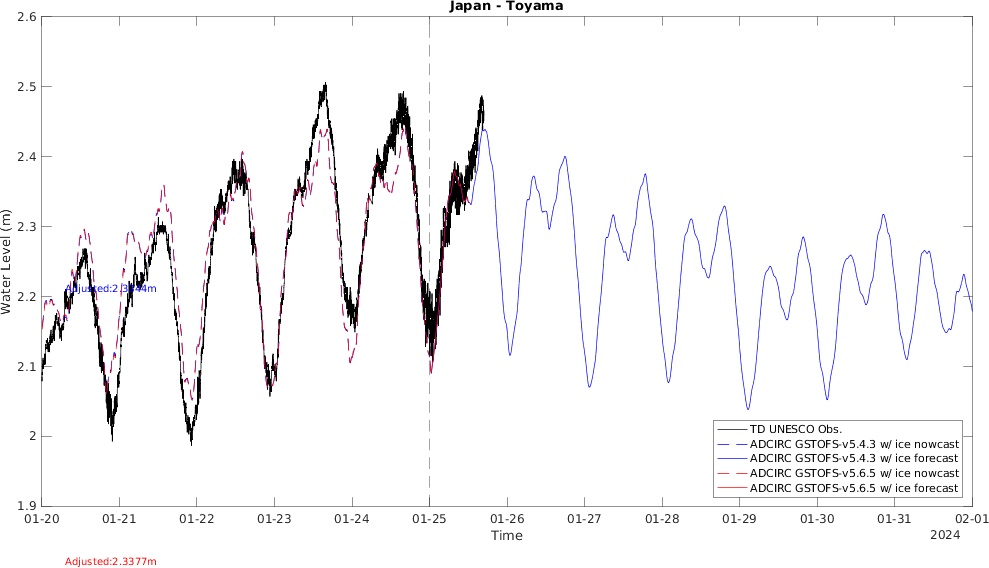 Japan - Toyama
2.6
2.5
2.4
2.3
2.2
2.1
2
1.9
Water Level (m)
Adjusted:2.3444m
01-20 01-21 01-22 01-23 01-24 01-25 01-26 01-27 01-28 01-29 01-30 01-31 02-01
Time
2024
TD UNESCO Obs.
ADCIRC GSTOFS-v5.4.3 w/ ice nowcast
ADCIRC GSTOFS-v5.4.3 w/ ice forecast
ADCIRC GSTOFS-v5.6.5 w/ ice nowcast
ADCIRC GSTOFS-v5.6.5 w/ ice forecast
Adjusted:2.3377m